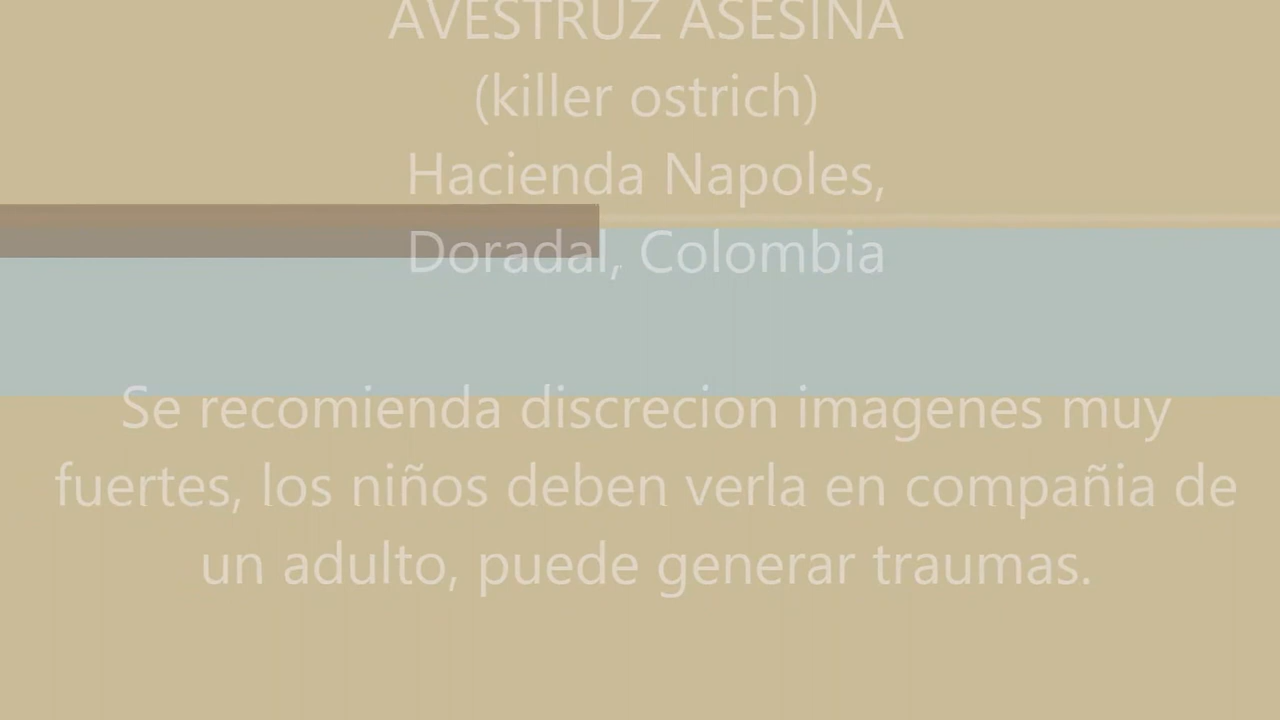 AVESTRUZ ASESINA
(killer ostrich)
Hacienda Napoles,
Doradal, Colombia
Se recomienda discrecion imagenes muy
fuertes, los niños deben verla en compañia de
un adulto, puede generar traumas.